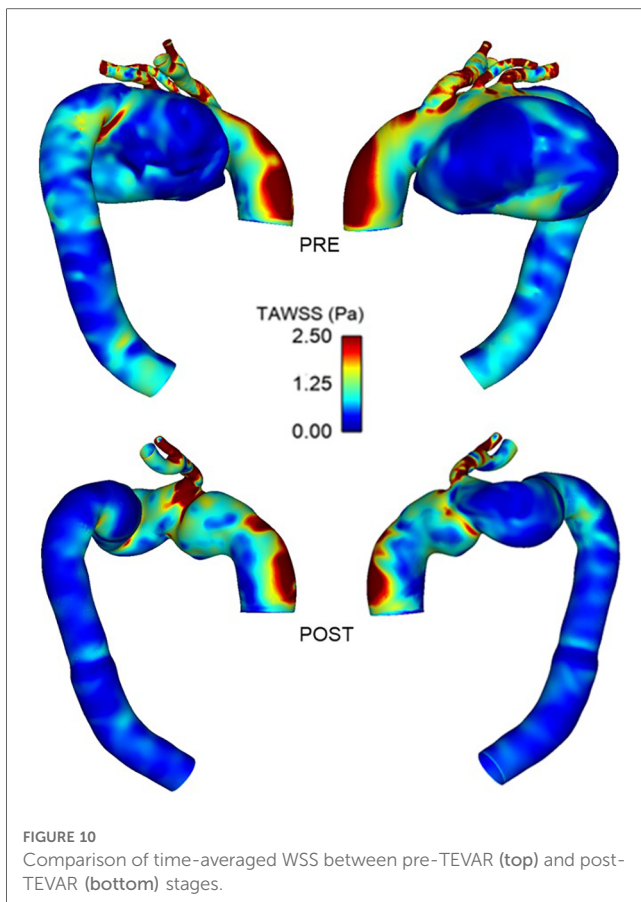 PRE
TAWSS (Pa)
2.50
1.25
0.00
POST
FIGURE 10
Comparison of time-averaged WSS between pre-TEVAR (top) and post-
TEVAR (bottom) stages.